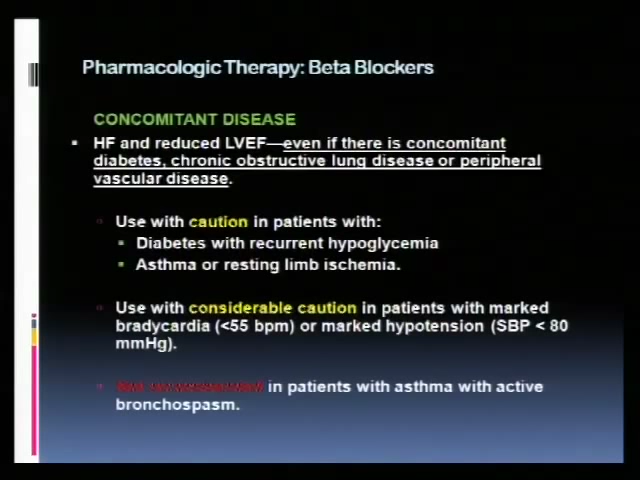 Pharmacologic Therapy: Beta Blockers
CONCOMITANT DISEASE
HF and reduced LVEF—even if there is concomitant
diabetes, chronic obstructive lung disease or peripheral
vascular disease.
Use with caution in patients with:
Diabetes with recurrent hypoglycemia
Asthma or resting limb ischemia.
Use with considerable caution in patients with marked
bradycardia (<55 bpm) or marked hypotension (SBP < 80
mmHg).
in patients with asthma with active
bronchospasm.